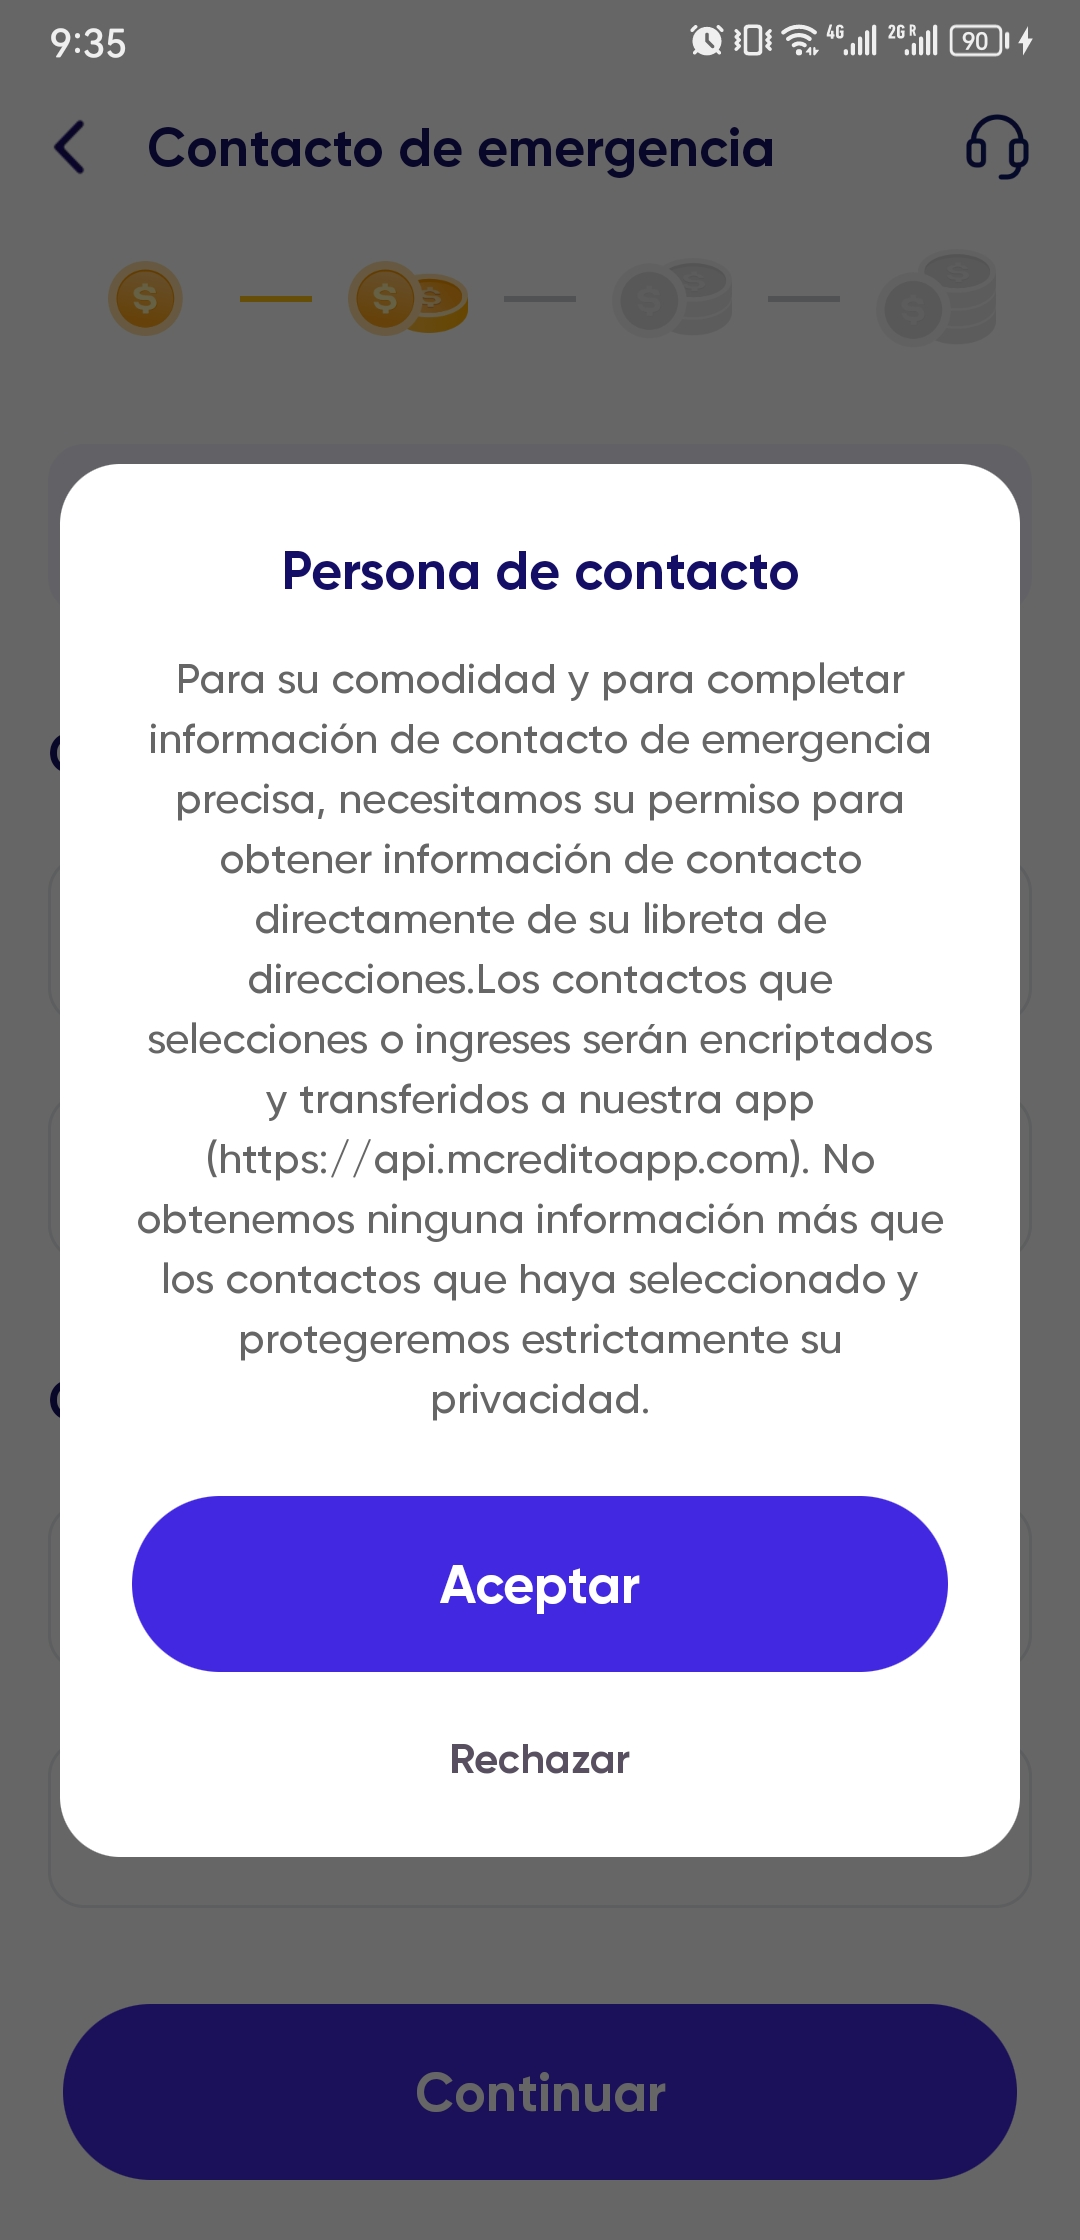 9:35
4G
2G R
90
Contacto de emergencia
Persona de contacto
Para su comodidad y para completar
información de contacto de emergencia
precisa, necesitamos su permiso para
obtener información de contacto
directamente de su libreta de
direcciones.Los contactos que
selecciones o ingreses serán encriptados
y transferidos a nuestra app
(https://api.mcreditoapp.com). No
obtenemos ninguna información más que
los contactos que haya seleccionado y
protegeremos estrictamente su
privacidad.
Aceptar
Rechazar
Continuar